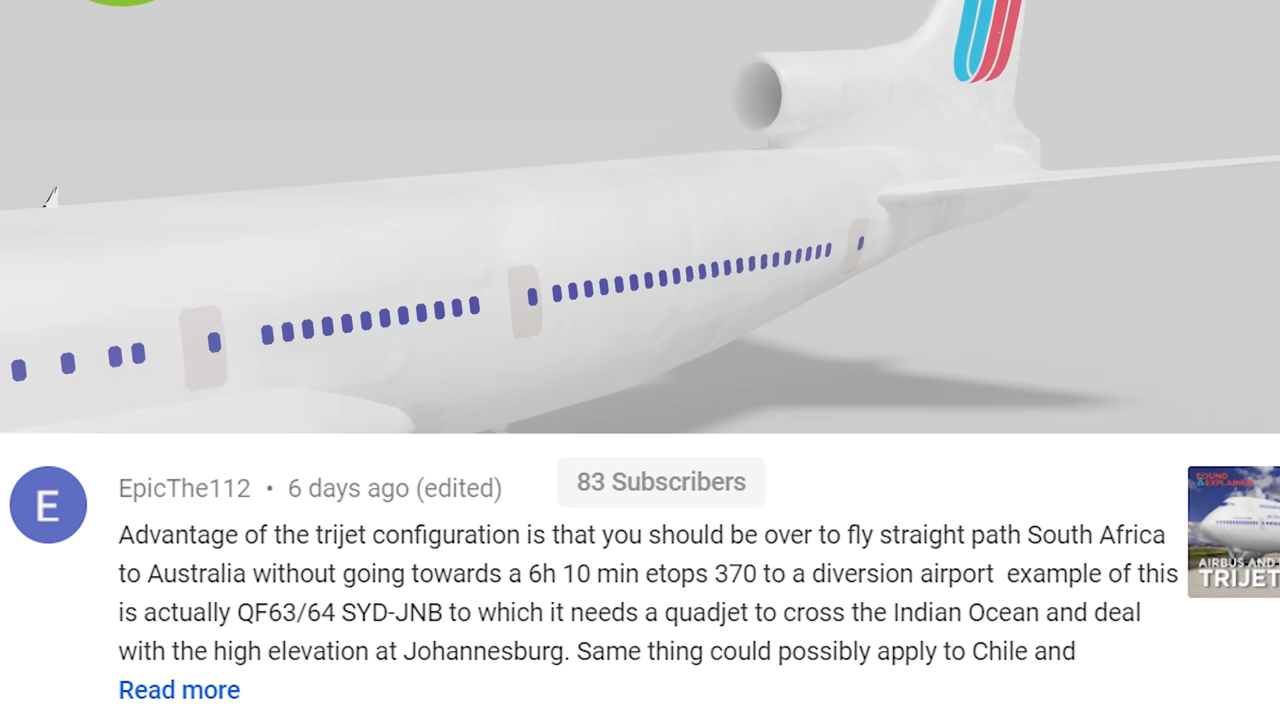 EpicThe112 • 6 days ago (edited)
83 Subscribers
Advantage of the trijet configuration is that you should be over to fly straight path South Africa
to Australia without going towards a 6h 10 min etops 370 to a diversion airport  example of this
is actually QF63/64 SYD-JNB to which it needs a quadjet to cross the Indian Ocean and deal
with the high elevation at Johannesburg. Same thing could possibly apply to Chile and
Read more
E
FOUND
&EXPLAINED
AIRBUS AND
TRIJET